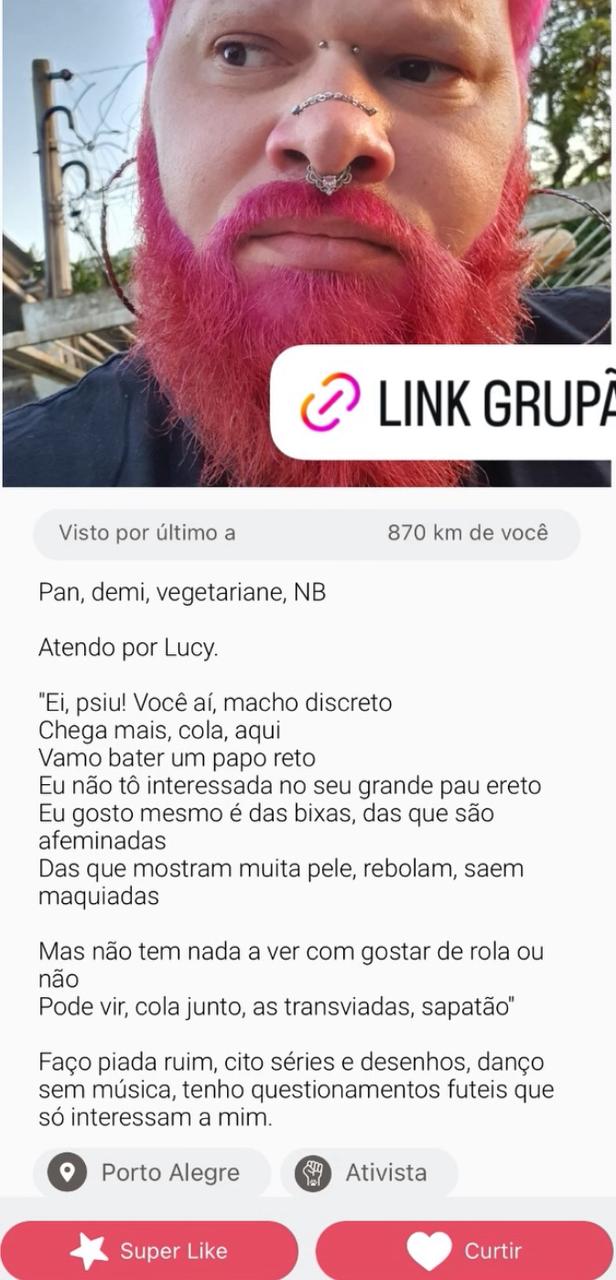 LINK GRUPÃ
Visto por último a
870 km de você
Pan, demi, vegetariane, NB
Atendo por Lucy.
"Ei, psiu! Você aí, macho discreto
Chega mais, cola, aqui
Vamo bater um papo reto
Eu não tô interessada no seu grande pau ereto
Eu gosto mesmo é das bixas, das que são
afeminadas
Das que mostram muita pele, rebolam, saem
maquiadas
Mas não tem nada a ver com gostar de rola ou
não
Pode vir, cola junto, as transviadas, sapatão"
Faço piada ruim, cito séries e desenhos, danço
sem música, tenho questionamentos futeis que
só interessam a mim.
Porto Alegre
Ativista
Super Like
Curtir